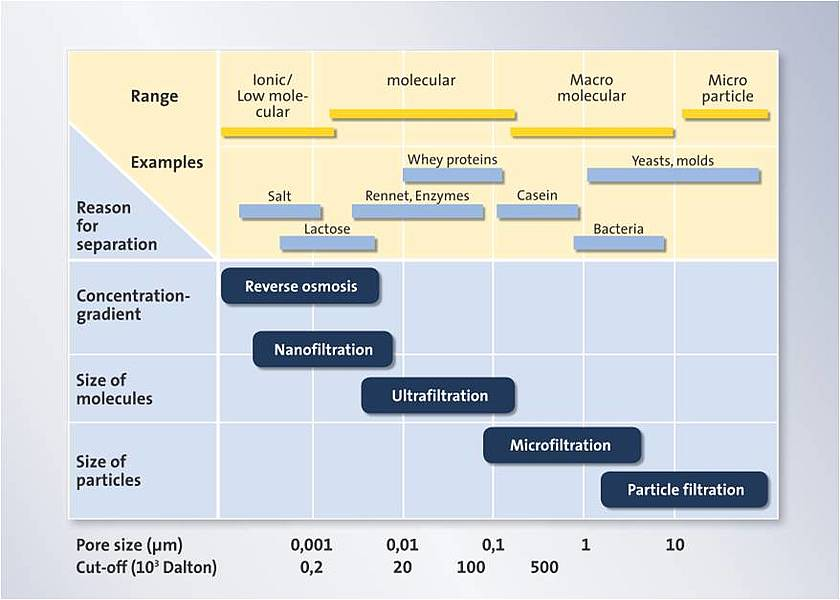 Range
Ionic/
Low mole-
cular
molecular
Macro
molecular
Micro
particle
Examples
Whey proteins
Yeasts, molds
Salt
Rennet, Enzymes
Casein
Lactose
Bacteria
Reason
for
separation
Concentration-
gradient
Reverse osmosis
Nanofiltration
Size of
molecules
Ultrafiltration
Size of
particles
Microfiltration
Particle filtration
Pore size (µm) 0,001 0,01 0,1 1 10
Cut-off (10³ Dalton) 0,2 20 100 500